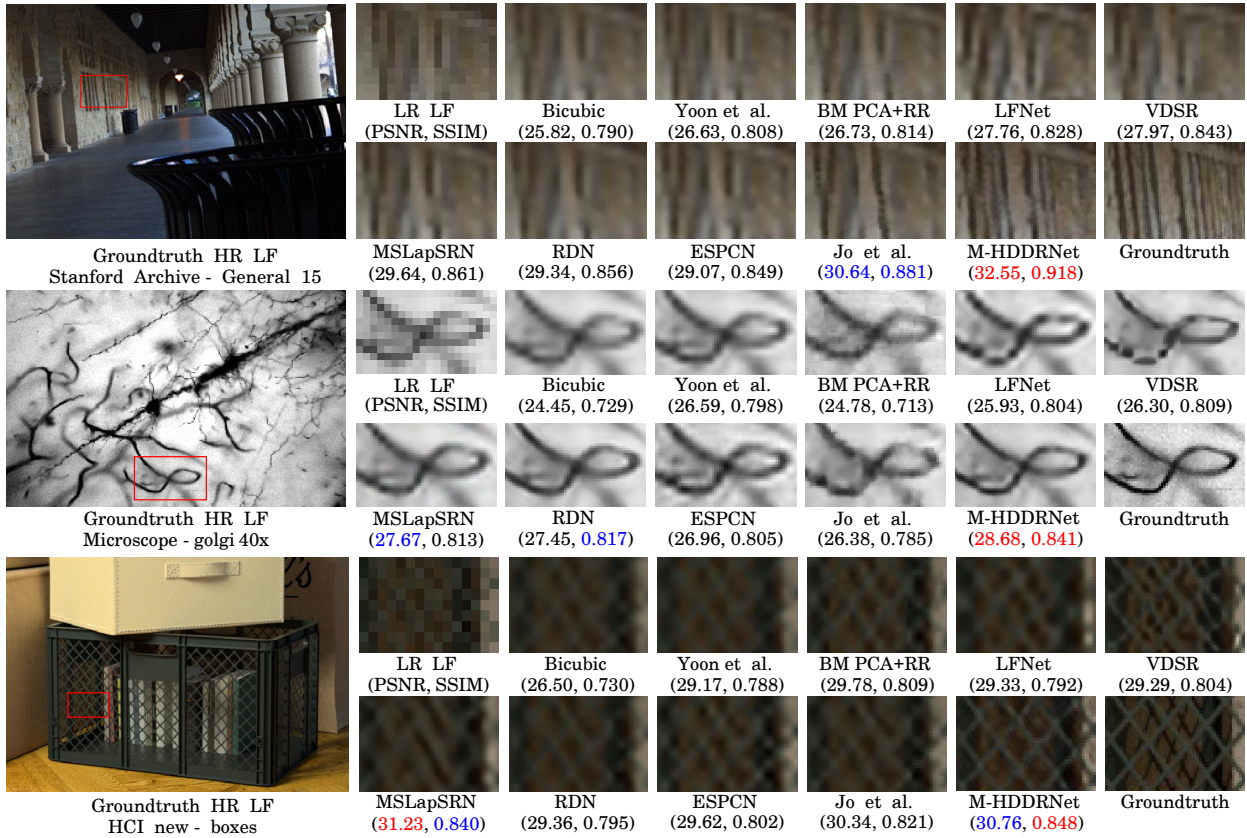 LR LF Bicubic Yoon et al. BM PCA+RR LFNet VDSR
(PSNR, SSIM) (25.82, 0.790) (26.63, 0.808) (26.73, 0.814) (27.76, 0.828) (27.97, 0.843)
Groundtruth HR LF
Stanford Archive - General 15
MSLapSRN RDN ESPCN Jo et al. M-HDDRNet Groundtruth
(29.64, 0.861) (29.34, 0.856) (29.07, 0.849) (30.64, 0.881) (32.55, 0.918)
LR LF Bicubic Yoon et al. BM PCA+RR LFNet VDSR
(PSNR, SSIM) (24.45, 0.729) (26.59, 0.798) (24.78, 0.713) (25.93, 0.804) (26.30, 0.809)
Groundtruth HR LF
Microscope - golgi 40x
MSLapSRN RDN ESPCN Jo et al. M-HDDRNet Groundtruth
(27.67, 0.813) (27.45, 0.817) (26.96, 0.805) (26.38, 0.785) (28.68, 0.841)
LR LF Bicubic Yoon et al. BM PCA+RR LFNet VDSR
(PSNR, SSIM) (26.50, 0.730) (29.17, 0.788) (29.78, 0.809) (29.33, 0.792) (29.29, 0.804)
Groundtruth HR LF
HCI new - boxes
MSLapSRN RDN ESPCN Jo et al. M-HDDRNet Groundtruth
(31.23, 0.840) (29.36, 0.795) (29.62, 0.802) (30.34, 0.821) (30.76, 0.848)